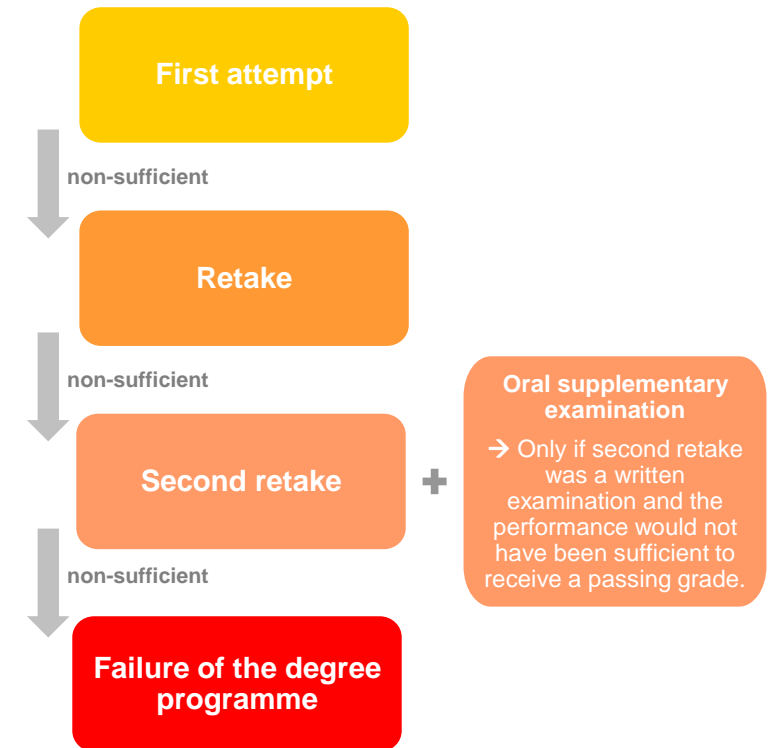 First attempt
non-sufficient
Retake
non-sufficient
Second retake
Oral supplementary
examination
→ Only if second retake
was a written
examination and the
performance would not
have been sufficient to
receive a passing grade.
non-sufficient
Failure of the degree
programme